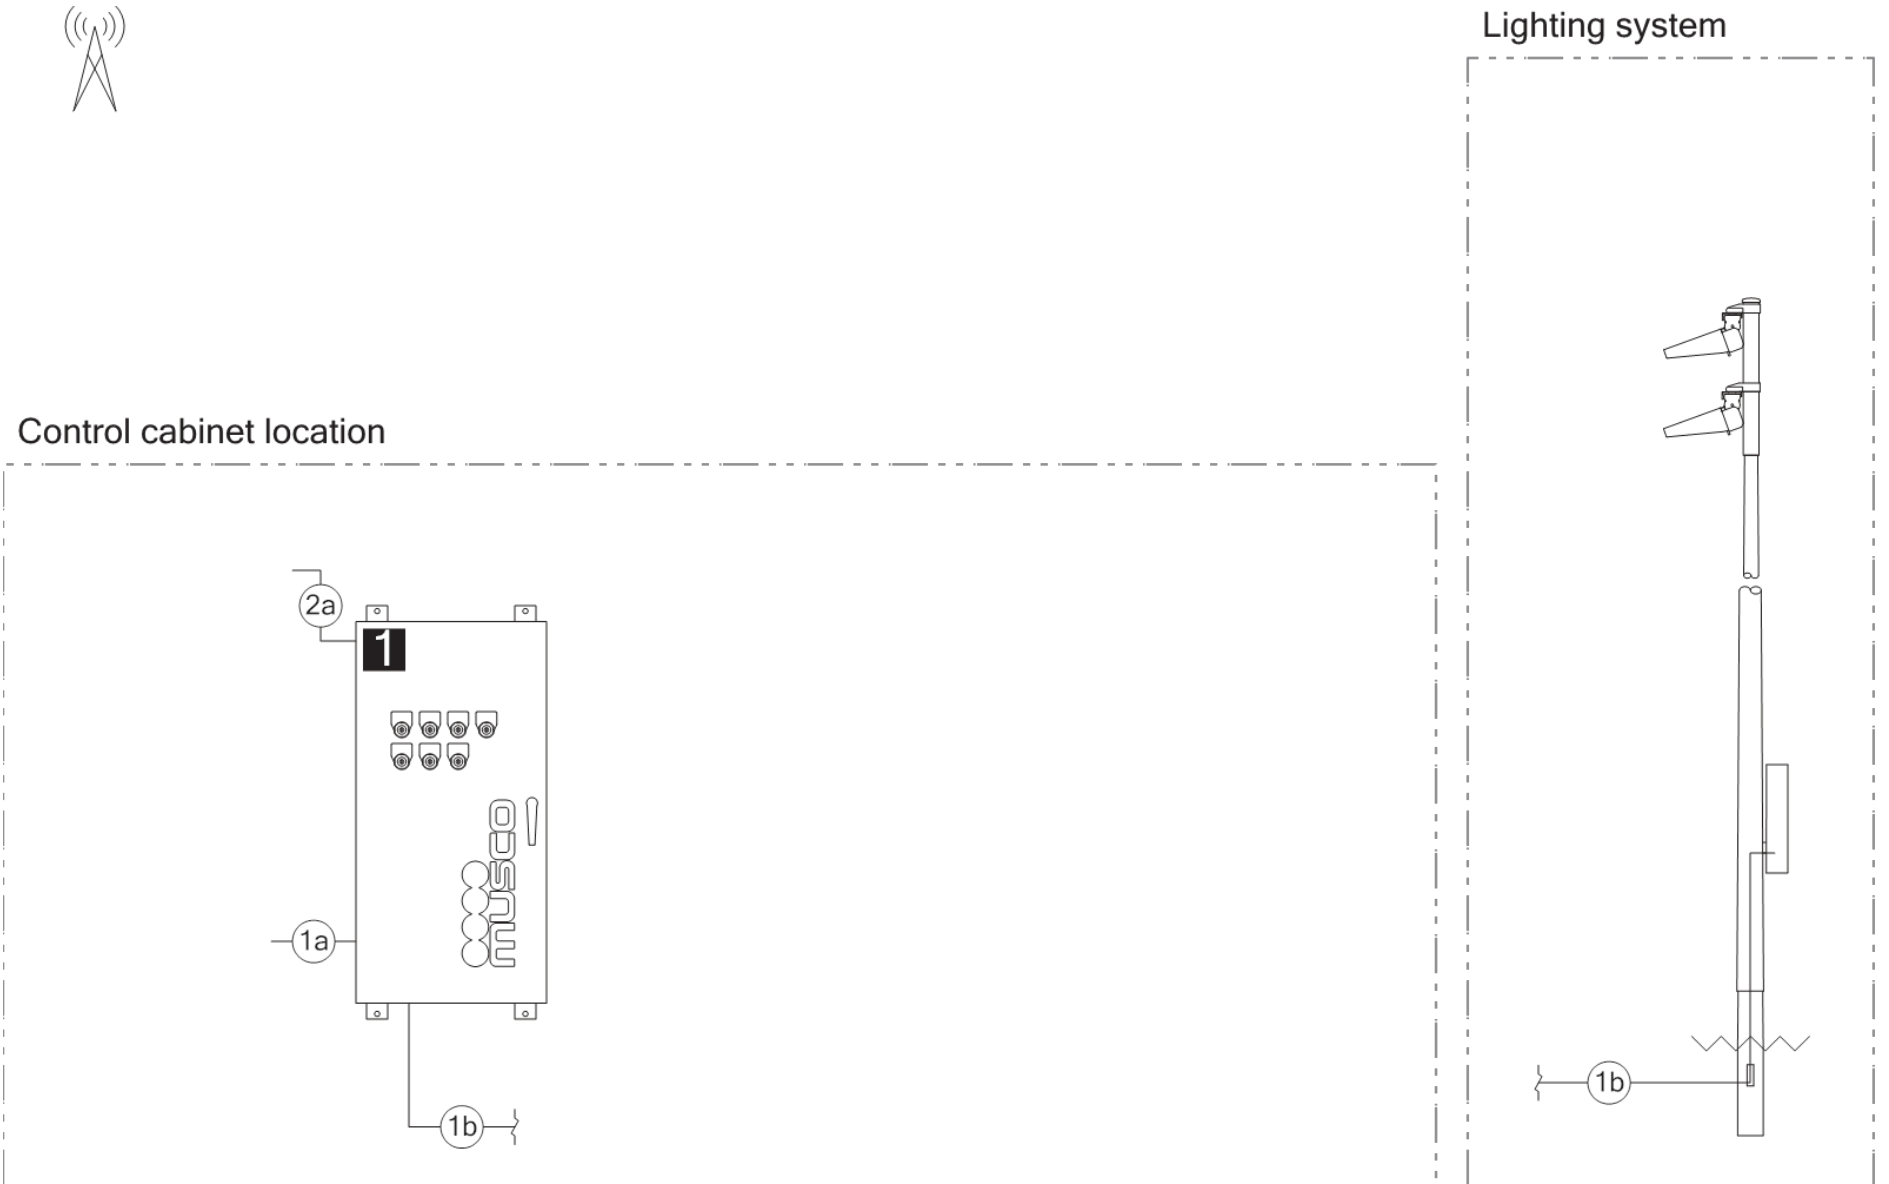 Lighting system
Control cabinet location
2a
1
musco
1a
1b
1b